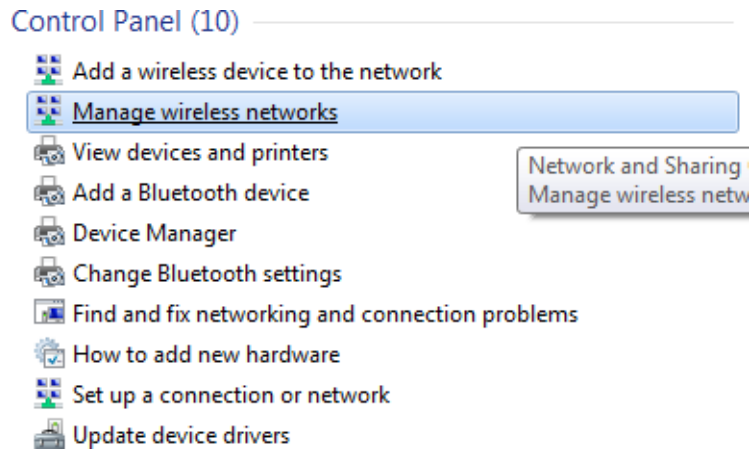 Control Panel (10)
Add a wireless device to the network
Manage wireless networks
View devices and printers
Network and Sharing
Add a Bluetooth device
Manage wireless
Device Manager
Change Bluetooth settings
Find and fix networking and connection problems
How to add new hardware
Set up a connection or network
Update device drivers